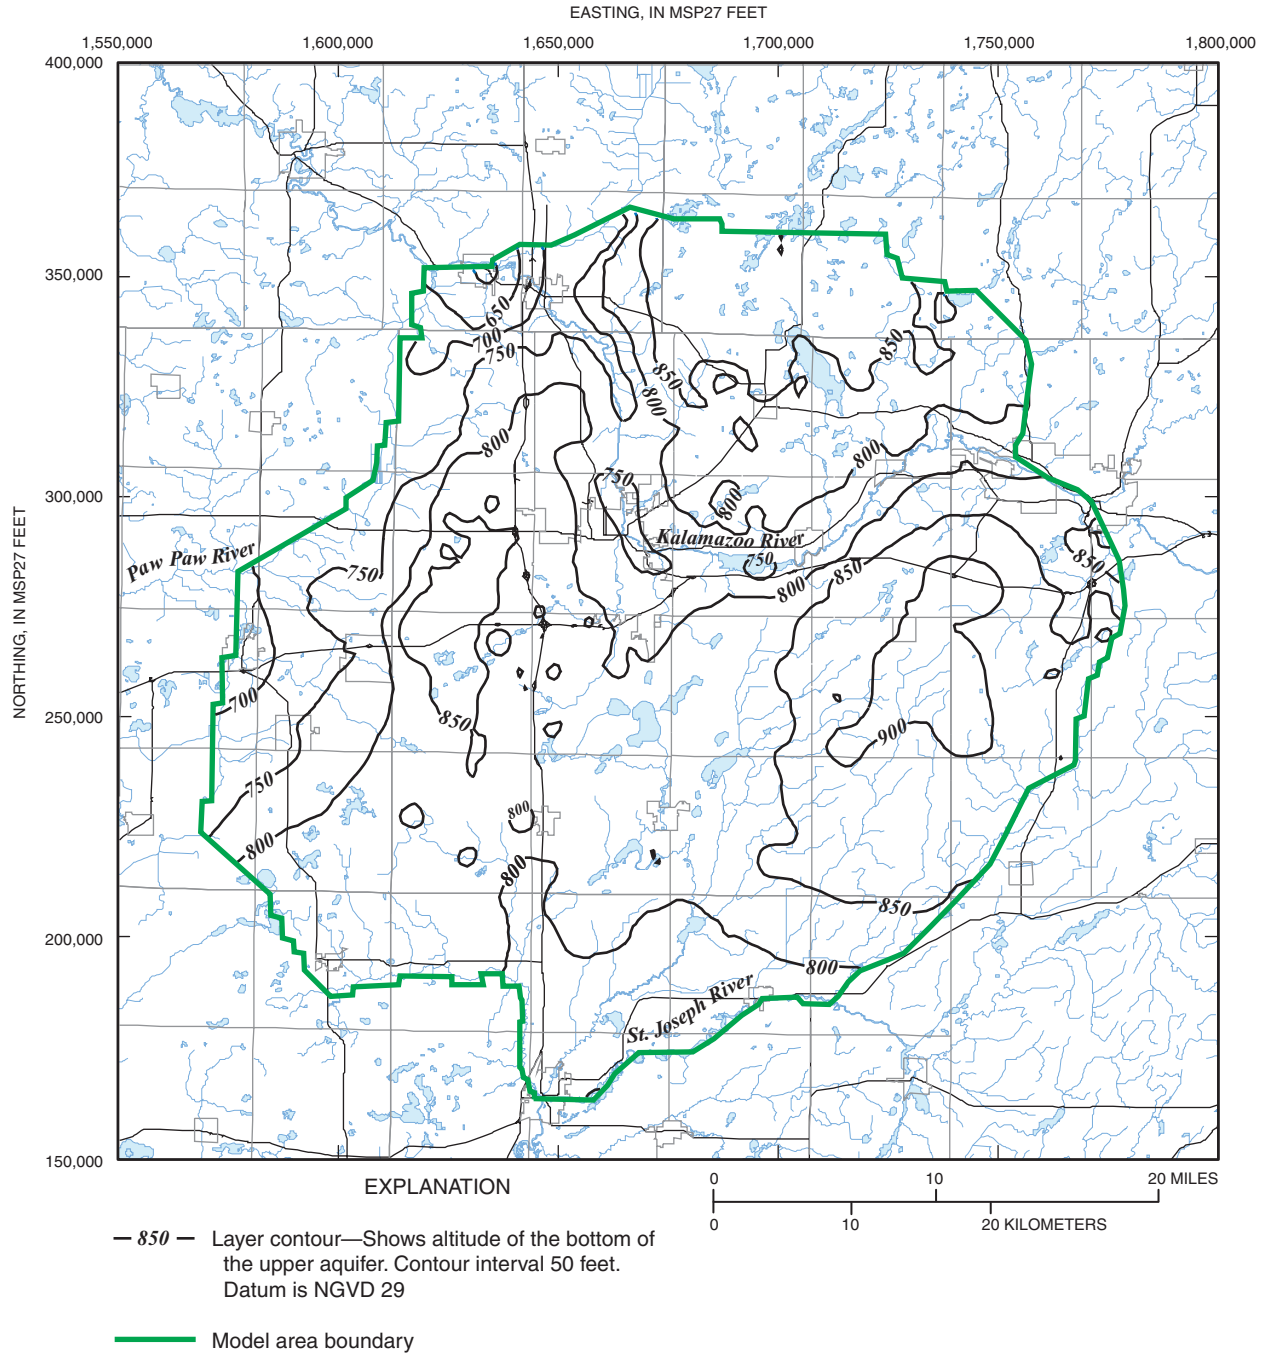 EASTING, IN MSP27 FEET
1,550,000 1,600,000 1,650,000 1,700,000 1,750,000 1,800,000
400,000
350,000
300,000
250,000
200,000
150,000
NORTHING, IN MSP27 FEET
650
700
750
850
850
800
800
800
750
800
Kalamazoo River
Paw Paw River
750
750
850
850
800
700
850
900
750
800
800
800
850
800
St. Joseph River
EXPLANATION
0 10 20 MILES
0 10 20 KILOMETERS
850 Layer contour—Shows altitude of the bottom of
the upper aquifer. Contour interval 50 feet.
Datum is NGVD 29
Model area boundary